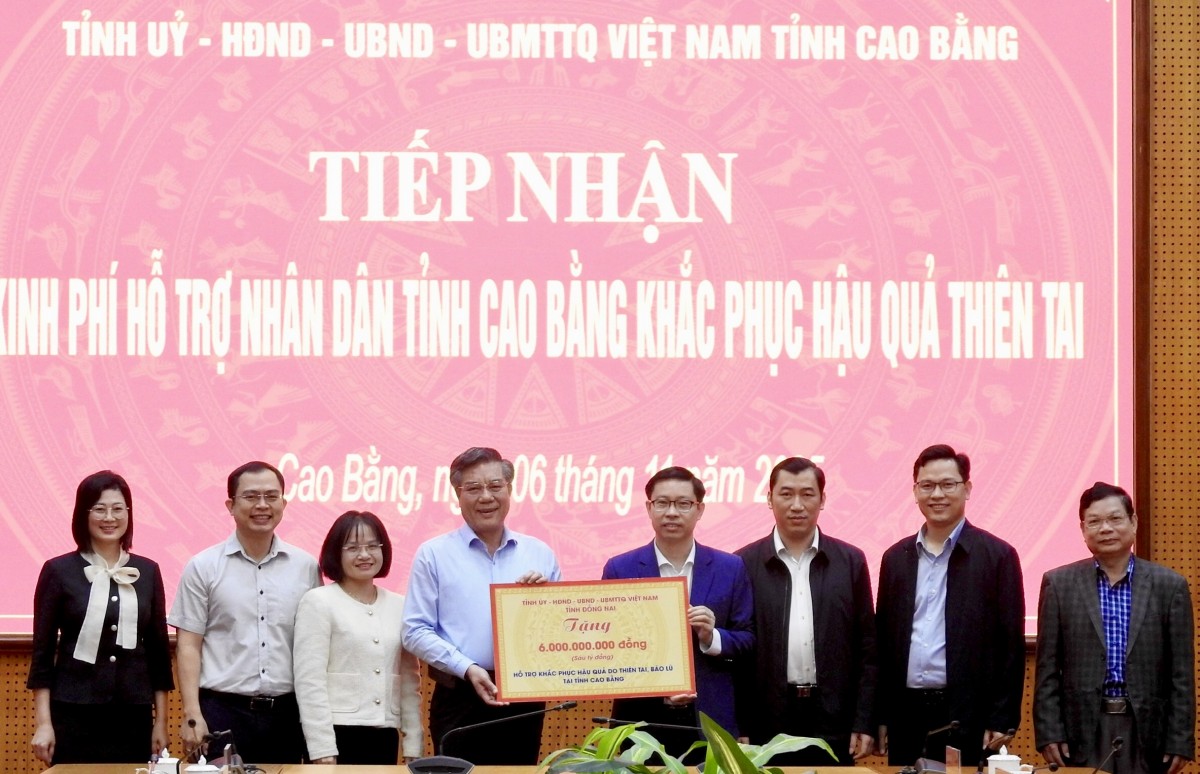 TỈNH UỶ - HĐND - UBND - UBMTTQ VIỆT NAM TỈNH CAO BẰNG
TIẾP NHẬN
KINH PHÍ HỖ TRỢ NHÂN DÂN TỈNH CAO BẰNG KHẮC PHỤC HẬU QUẢ THIÊN TAI
Cao Bằng, 06 tháng 11 năm
TỈNH ỦY - HĐND - UBND - UBMTTQ VIỆT NAM
TỈNH ĐỒNG NAI
Tặng
6.000.000.000 đồng
(Sáu tỷ đồng)
HỖ TRỢ KHẮC PHỤC HẬU QUẢ DO THIÊN TAI, BÃO LŨ
TẠI TỈNH CAO BẰNG